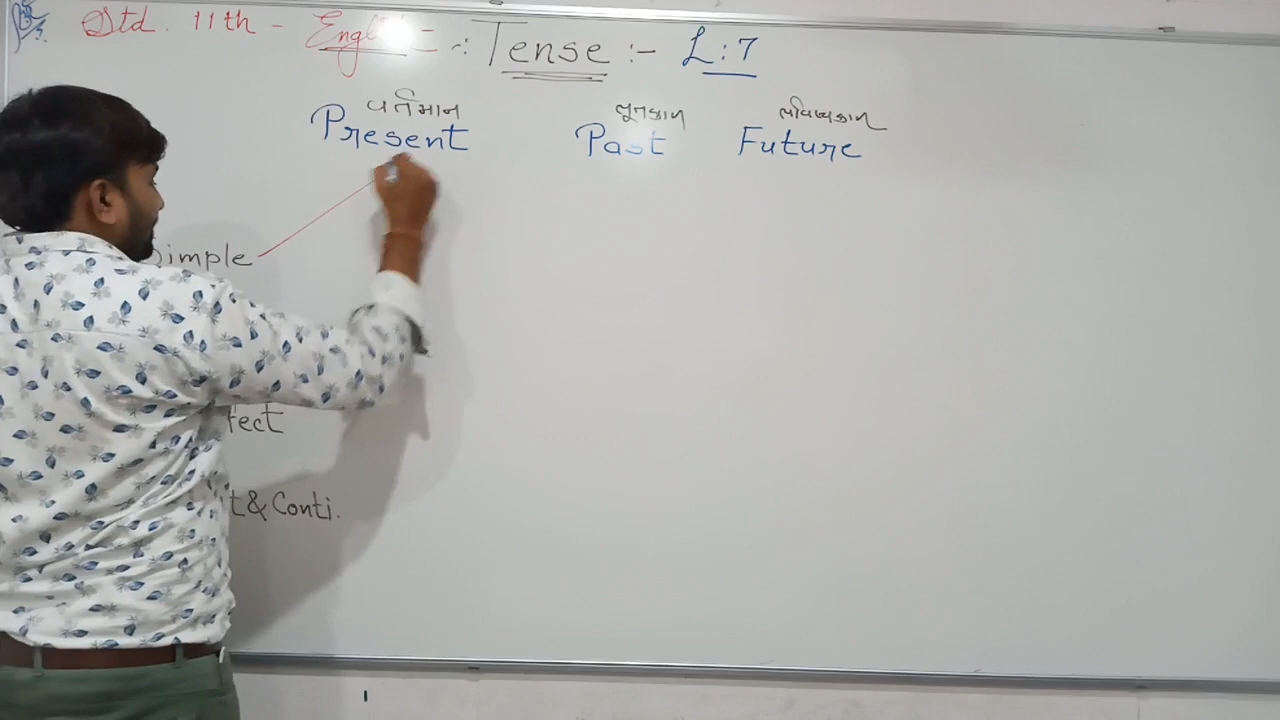 Std. 11th - English :- Tense :- L:7
વર્તમાન ભૂતકાળ ભવિષ્યકાળ
Present Past Future
Simple
fect
t & Conti.